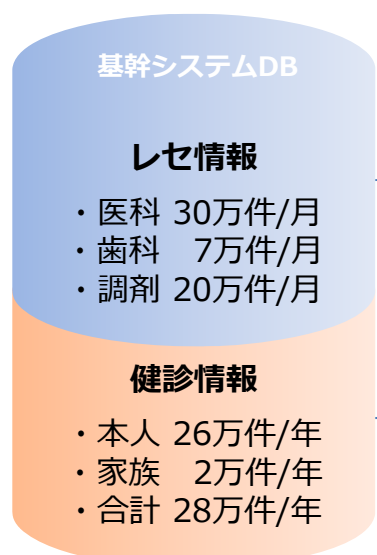 基幹システムDB
レセ情報
・医科 30万件/月
・歯科　7万件/月
・調剤 20万件/月
健診情報
・本人 26万件/年
・家族　2万件/年
・合計 28万件/年